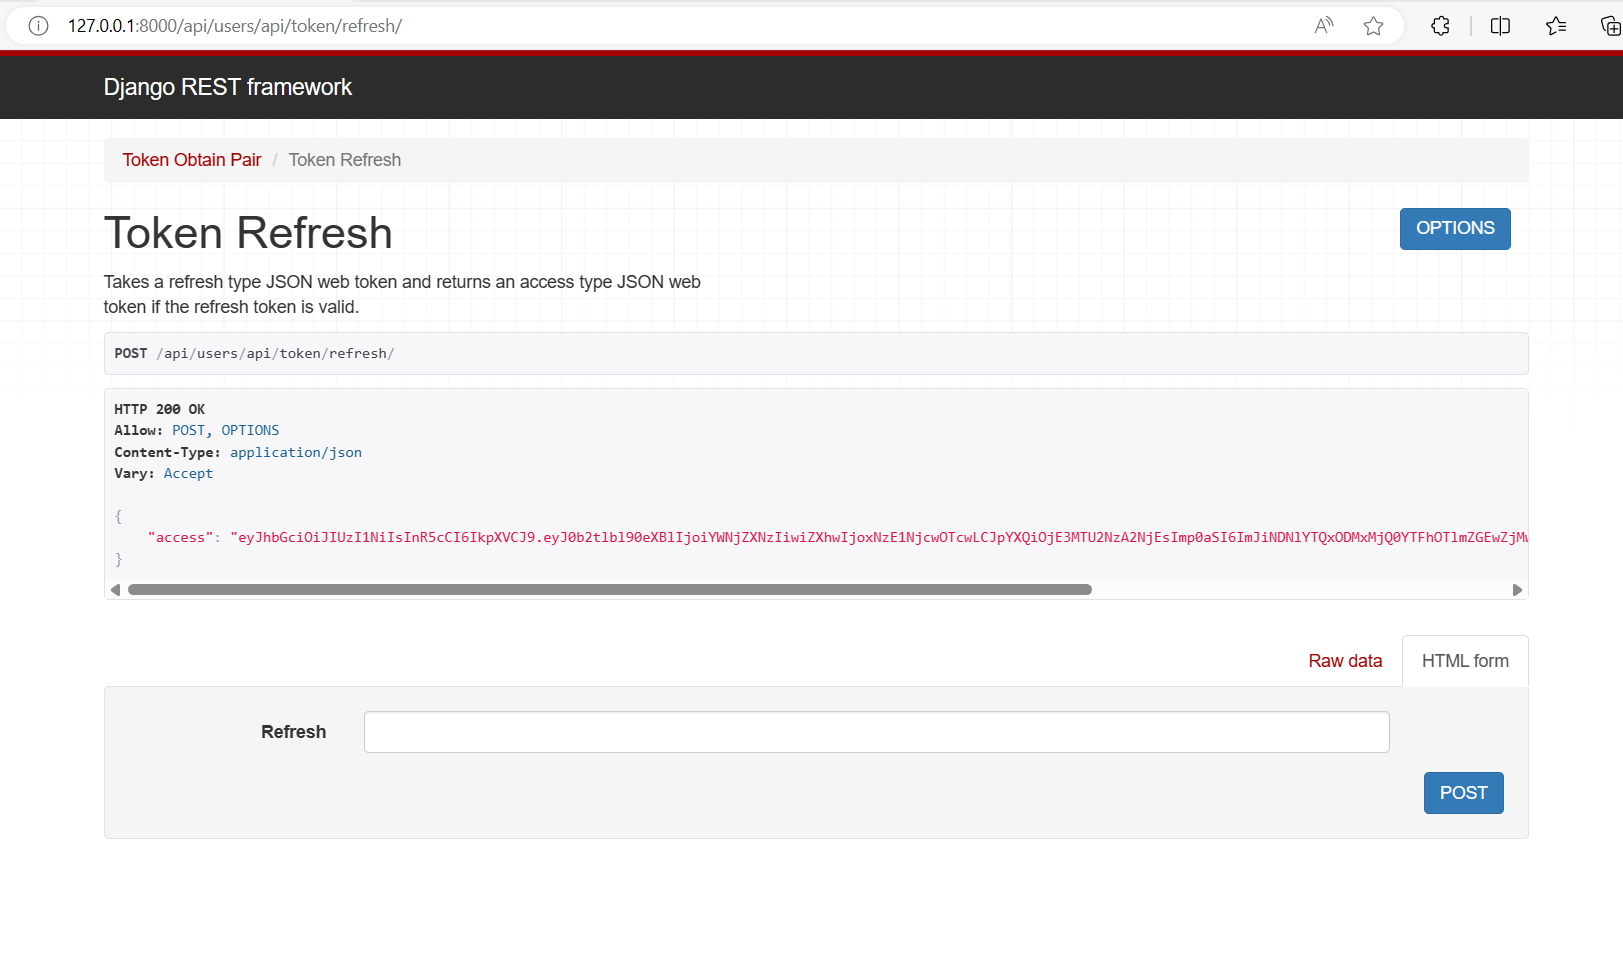 127.0.0.1:8000/api/users/api/token/refresh/
Django REST framework
Token Obtain Pair / Token Refresh
Token Refresh
OPTIONS
Takes a refresh type JSON web token and returns an access type JSON web
token if the refresh token is valid.
POST /api/users/api/token/refresh/
HTTP 200 OK
Allow: POST, OPTIONS
Content-Type: application/json
Vary: Accept
{
"access": "eyJhbGciOiJIUzI1NiIsInR5cCI6IkpXVCJ9.eyJ0b2tlbl90eXBlIjoiYWNjZXNzIiwiZXhwIjoxNzE1NjcwOTcwLCJpYXQiOjE3MTU2NzA2NjEsImp0aSI6ImJiNDNlYTQxODMxMjQ0YTFhOTlmZGEwZjMw
}
Raw data
HTML form
Refresh
POST